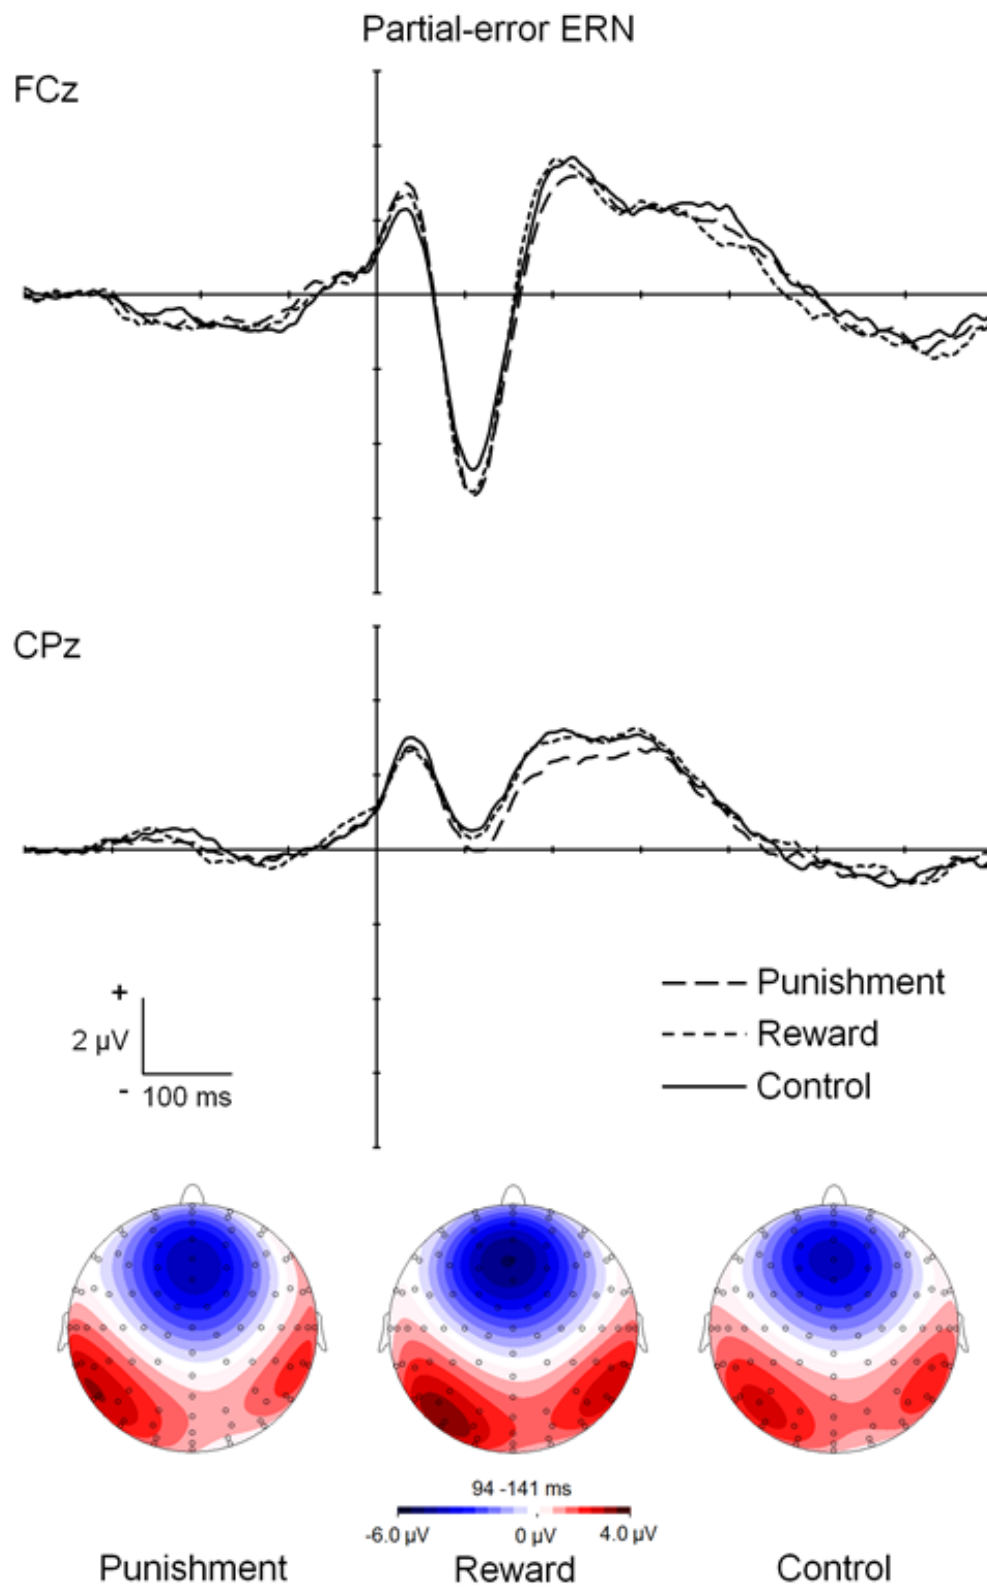 Partial-error ERN
FCz
CPz
+
2 µV
-
100 ms
Punishment
Reward
Control
94 -141 ms
-6.0 µV 0 µV 4.0 µV
Punishment Reward Control